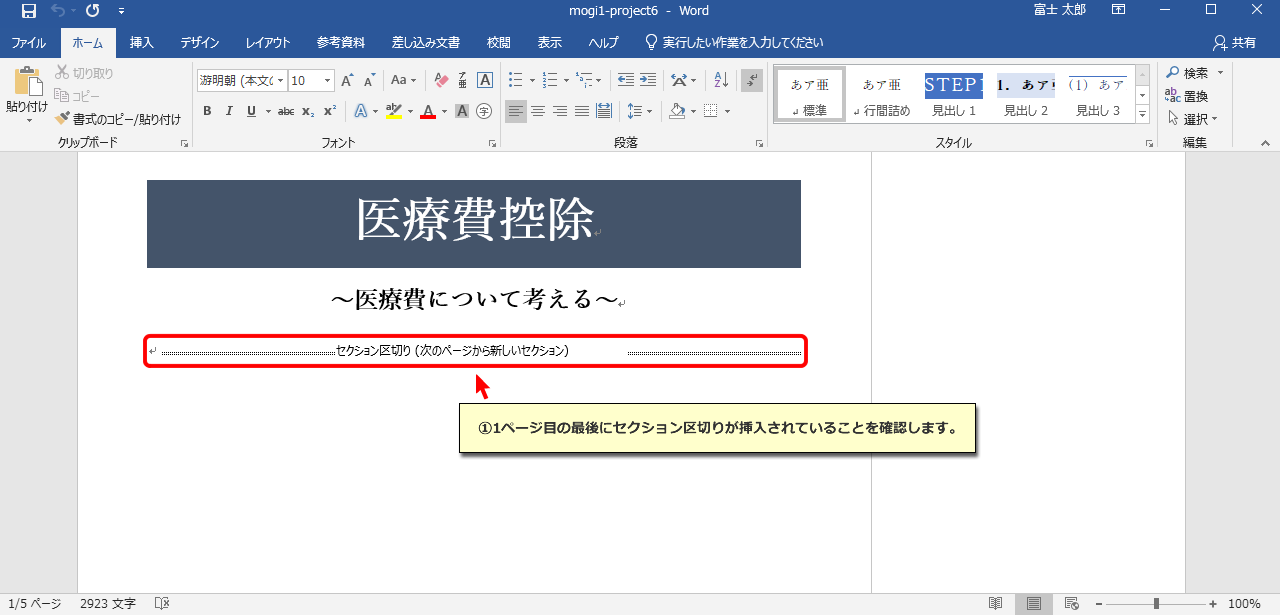 mogi1-project6 - Word
富士 太郎
ファイル ホーム 挿入 デザイン レイアウト 参考資料 差し込み文書 校閲 表示 ヘルプ 実行したい作業を入力してください 共有
貼り付け
切り取り
コピー
書式のコピー/貼り付け
クリップボード
游明朝 (本文の 10 A A Aa A
B I U abc x₂ x² A A A 字
フォント
段落
あア亜 あア亜 STEP1 1. あア (1) あア
標準 行間詰め 見出し 1 見出し 2 見出し 3
スタイル
検索
置換
選択
編集
医療費控除
～医療費について考える～
セクション区切り (次のページから新しいセクション)
①1ページ目の最後にセクション区切りが挿入されていることを確認します。
1/5 ページ 2923 文字 100%